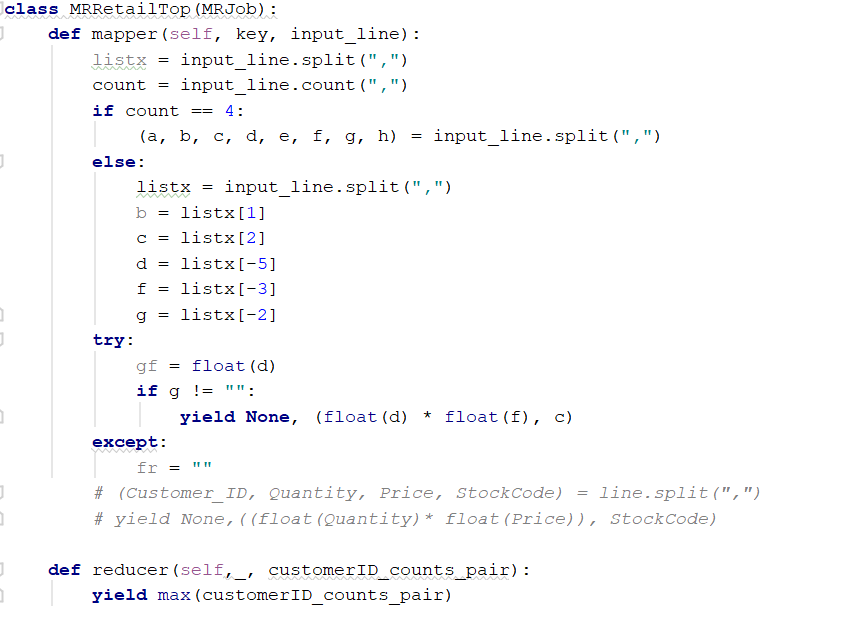 class MRRetailTop(MRJob):
    def mapper(self, key, input_line):
        listx = input_line.split(",")
        count = input_line.count(",")
        if count == 4:
            (a, b, c, d, e, f, g, h) = input_line.split(",")
        else:
            listx = input_line.split(",")
            b = listx[1]
            c = listx[2]
            d = listx[-5]
            f = listx[-3]
            g = listx[-2]
        try:
            gf = float(d)
            if g != "":
                yield None, (float(d) * float(f), c)
        except:
            fr = ""
        # (Customer_ID, Quantity, Price, StockCode) = line.split(",")
        # yield None,((float(Quantity)* float(Price)), StockCode)
    def reducer(self,_, customerID_counts_pair):
        yield max(customerID_counts_pair)